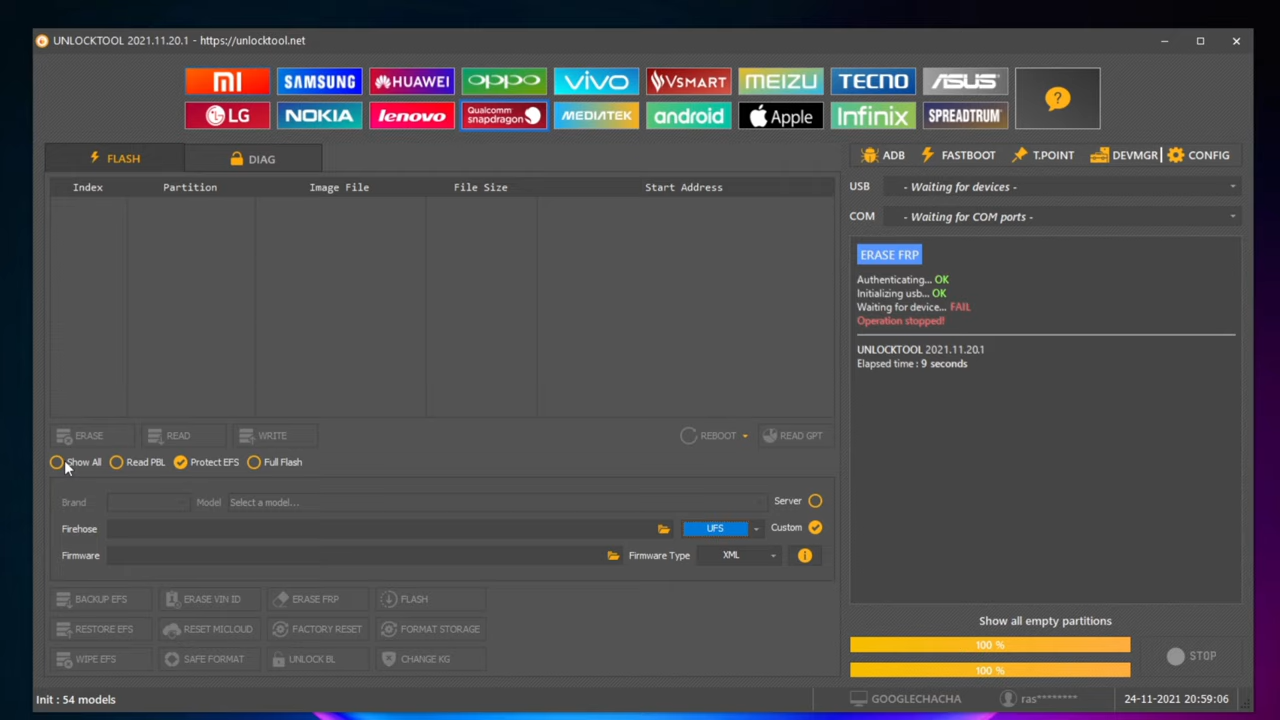 UNLOCKTOOL 2021.11.20.1 - https://unlocktool.net
MI SAMSUNG HUAWEI OPPO vivo VSMART MEIZU TECNO ASUS ?
LG NOKIA lenovo Qualcomm snapdragon MEDIATEK android Apple Infinix SPREADTRUM
FLASH DIAG
ADB FASTBOOT T.POINT DEVMGR CONFIG
Index Partition Image File File Size Start Address
USB - Waiting for devices -
COM - Waiting for COM ports -
ERASE FRP
Authenticating... OK
Initializing usb... OK
Waiting for device... FAIL
Operation stopped!
UNLOCKTOOL 2021.11.20.1
Elapsed time : 9 seconds
ERASE READ WRITE REBOOT READ GPT
Show All Read PBL Protect EFS Full Flash
Brand Model Select a model... Server
Firehose UFS Custom
Firmware Firmware Type XML i
BACKUP EFS ERASE VIN ID ERASE FRP FLASH
RESTORE EFS RESET MICLOUD FACTORY RESET FORMAT STORAGE
WIPE EFS SAFE FORMAT UNLOCK BL CHANGE KG
Show all empty partitions
100 %
100 %
STOP
Init : 54 models
GOOGLECHACHA ras******** 24-11-2021 20:59:06